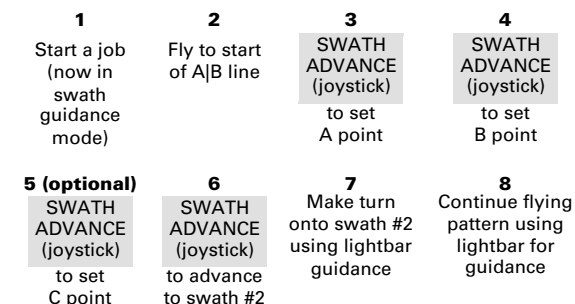 1
Start a job
(now in
swath
guidance
mode)
2
Fly to start
of A|B line
3
SWATH
ADVANCE
(joystick)
to set
A point
4
SWATH
ADVANCE
(joystick)
to set
B point
5 (optional)
SWATH
ADVANCE
(joystick)
to set
C point
6
SWATH
ADVANCE
(joystick)
to advance
to swath #2
7
Make turn
onto swath #2
using lightbar
guidance
8
Continue flying
pattern using
lightbar for
guidance